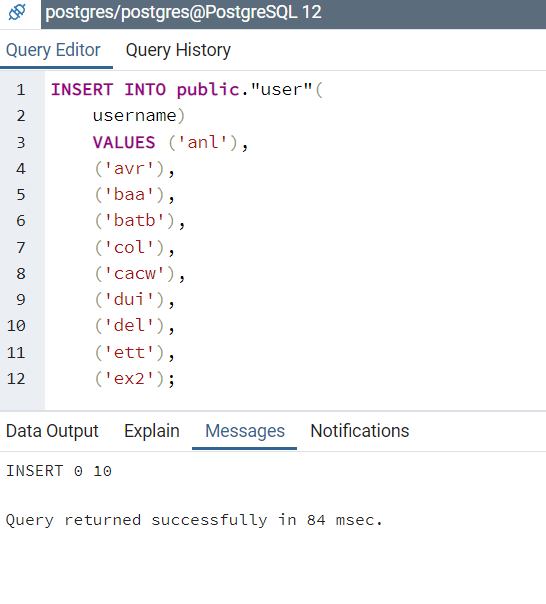 postgres/postgres@PostgreSQL 12
Query Editor Query History
1 INSERT INTO public."user"(
2 username)
3 VALUES ('anl'),
4 ('avr'),
5 ('baa'),
6 ('batb'),
7 ('col'),
8 ('cacw'),
9 ('dui'),
10 ('del'),
11 ('ett'),
12 ('ex2');
Data Output Explain Messages Notifications
INSERT 0 10
Query returned successfully in 84 msec.